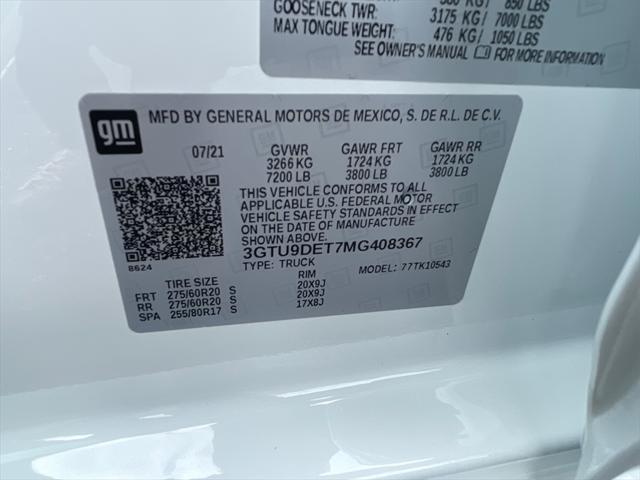 380 KG/ 850 LBS
GOOSENECK TWR:
3175 KG/ 7000 LBS
MAX TONGUE WEIGHT:
476 KG/ 1050 LBS
SEE OWNER'S MANUAL FOR MORE INFORMATION
gm
MFD BY GENERAL MOTORS DE MEXICO, S. DE R.L. DE C.V.
07/21 GVWR GAWR FRT GAWR RR
3266 KG 1724 KG 1724 KG
7200 LB 3800 LB 3800 LB
THIS VEHICLE CONFORMS TO ALL
APPLICABLE U.S. FEDERAL MOTOR
VEHICLE SAFETY STANDARDS IN EFFECT
ON THE DATE OF MANUFACTURE
SHOWN ABOVE.
3GTU9DET7MG408367
TYPE: TRUCK MODEL: 77TK10543
8624
TIRE SIZE RIM
FRT 275/60R20 S 20X9J
RR 275/60R20 S 20X9J
SPA 255/80R17 S 17X8J